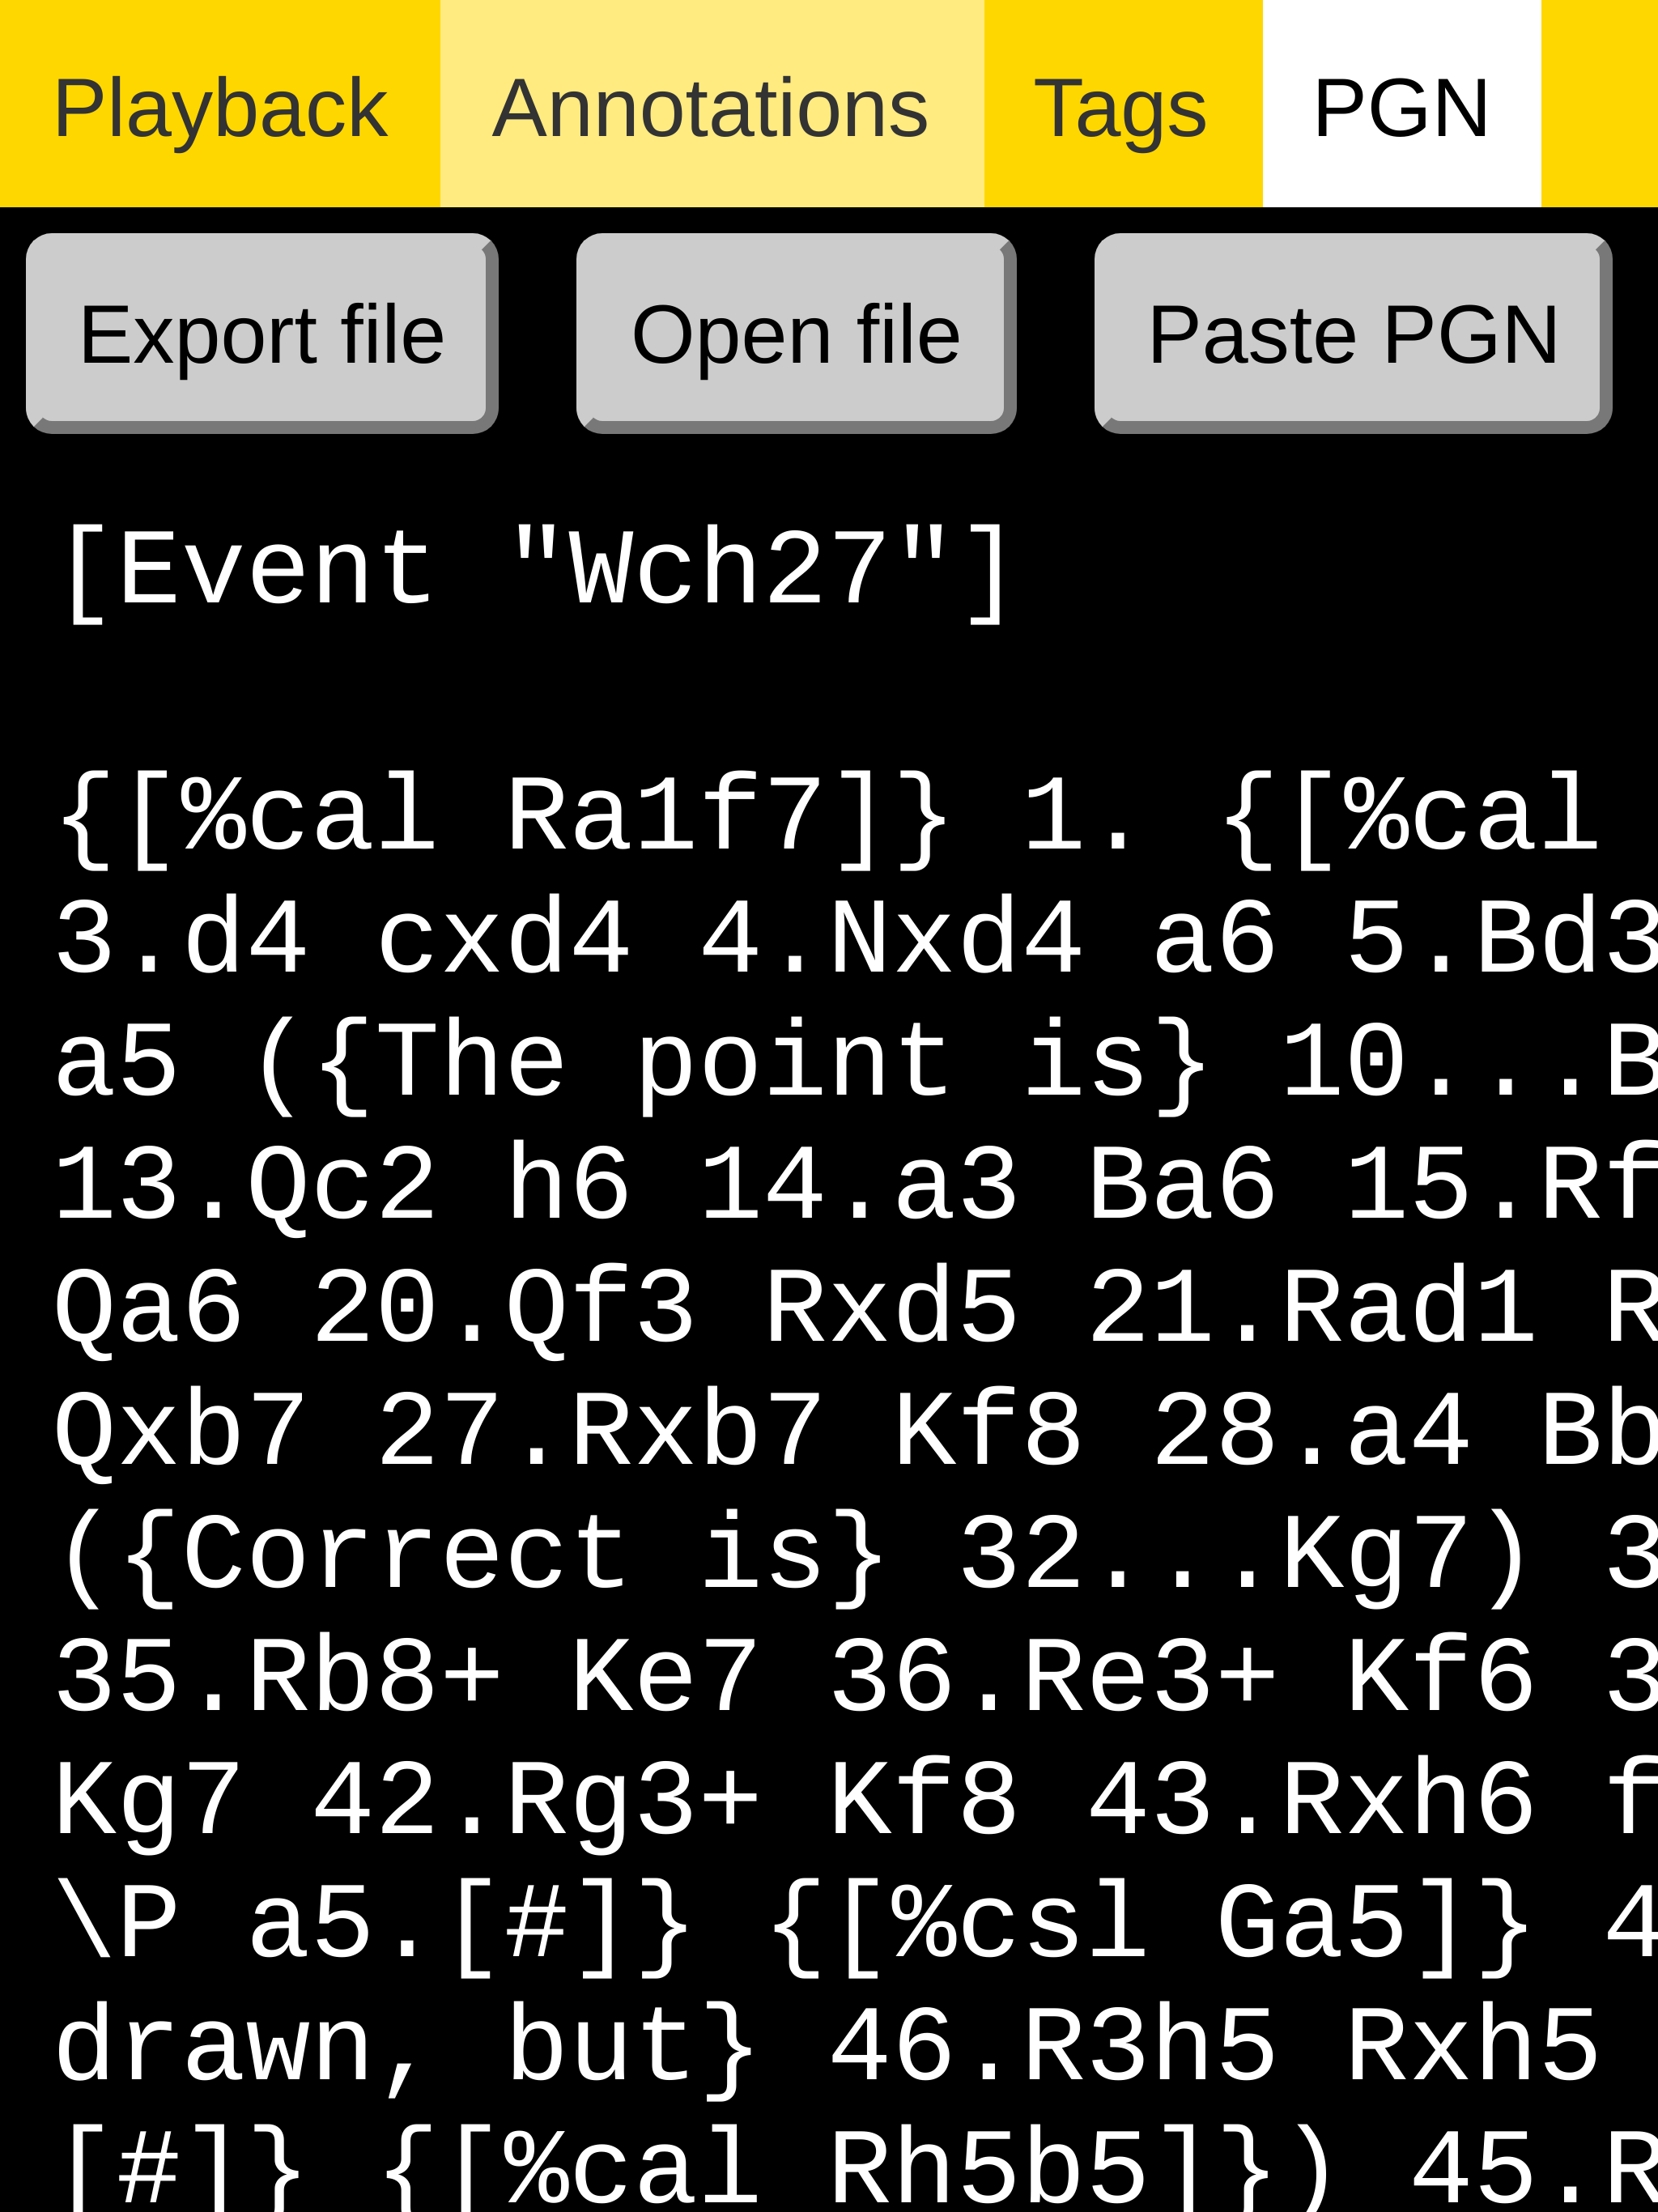 Playback Annotations Tags PGN
Export file Open file Paste PGN
[Event "Wch27"]
{[%cal Ra1f7]} 1. {[%cal
3.d4 cxd4 4.Nxd4 a6 5.Bd3
a5 ({The point is} 10...B
13.Qc2 h6 14.a3 Ba6 15.Rf
Qa6 20.Qf3 Rxd5 21.Rad1 R
Qxb7 27.Rxb7 Kf8 28.a4 Bb
({Correct is} 32...Kg7) 3
35.Rb8+ Ke7 36.Re3+ Kf6 3
Kg7 42.Rg3+ Kf8 43.Rxh6 f
\P a5.[#]} {[%csl Ga5]} 4
drawn, but} 46.R3h5 Rxh5
[#]} {[%cal Rh5b5]}) 45.R